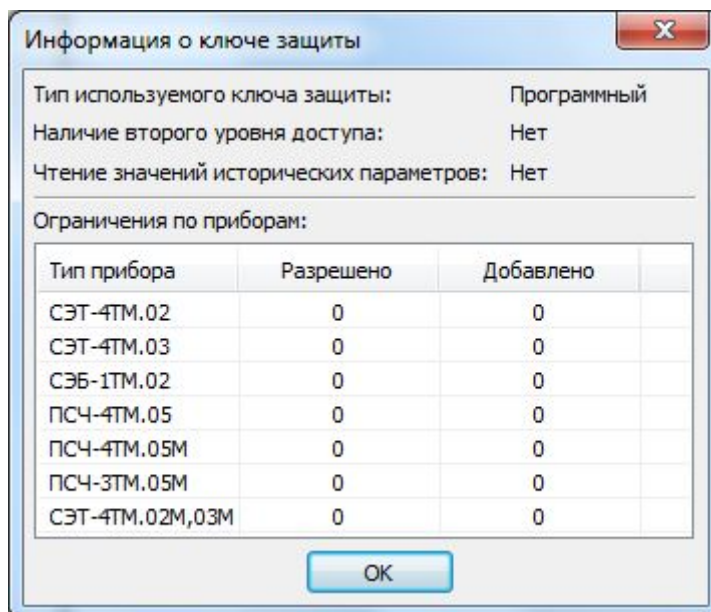 Информация о ключе защиты
Тип используемого ключа защиты: Программный
Наличие второго уровня доступа: Нет
Чтение значений исторических параметров: Нет
Ограничения по приборам:
Тип прибора Разрешено Добавлено
СЭТ-4ТМ.02 0 0
СЭТ-4ТМ.03 0 0
СЭБ-1ТМ.02 0 0
ПСЧ-4ТМ.05 0 0
ПСЧ-4ТМ.05М 0 0
ПСЧ-3ТМ.05М 0 0
СЭТ-4ТМ.02М,03М 0 0
ОК